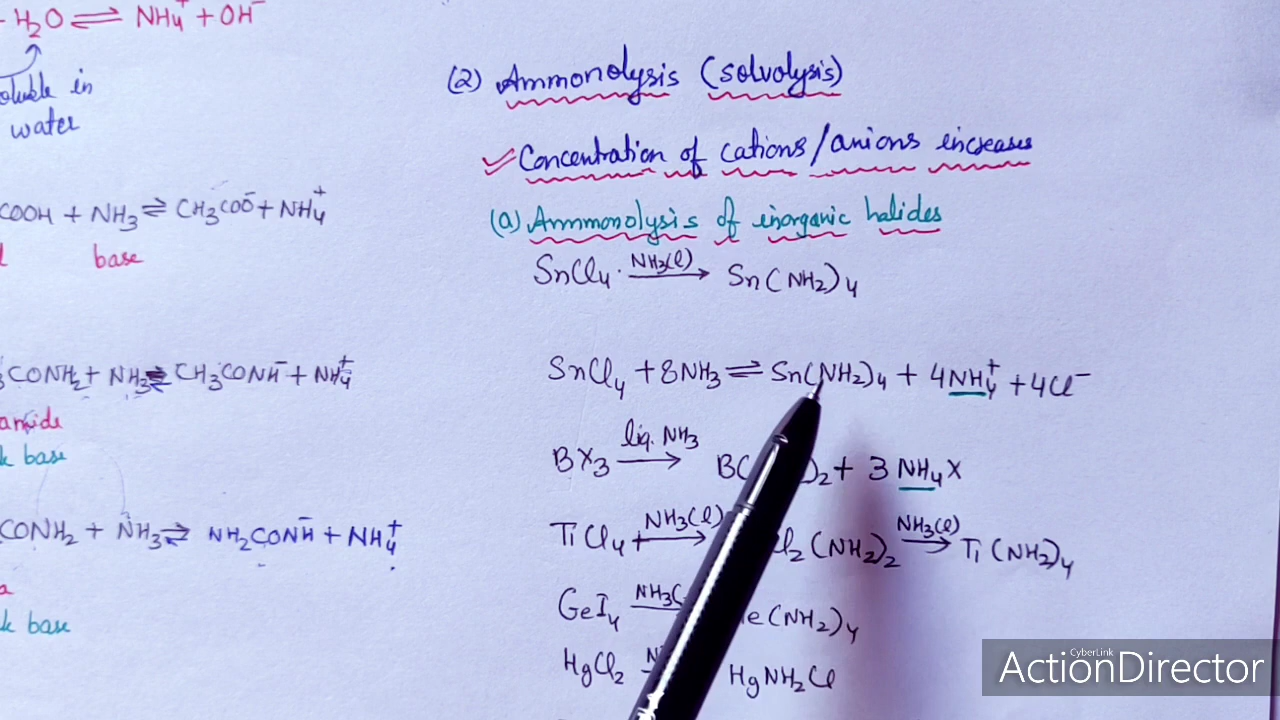 H₂O ⇌ NH₄⁺ + OH⁻
in
water
COOH + NH₃ ⇌ CH₃COO⁻ + NH₄⁺
base
CONH₂ + NH₃ ⇌ CH₃CONH⁻ + NH₄⁺
base
CONH₂ + NH₃ ⇌ NH₂CONH⁻ + NH₄⁺
base
(2) Ammonolysis (solvolysis)
Concentration of cations/anions increases
(a) Ammonolysis of inorganic halides
SnCl₄ NH₃(l) → Sn(NH₂)₄
SnCl₄ + 8NH₃ ⇌ Sn(NH₂)₄ + 4NH₄⁺ + 4Cl⁻
BX₃ liq. NH₃ → B( )₂ + 3 NH₄X
TiCl₄ + NH₃(l) → l₂(NH₂)₂ NH₃(l) → Ti(NH₂)₄
GeI₄ NH₃( e(NH₂)₄
HgCl₂ N HgNH₂Cl
CyberLink
ActionDirector